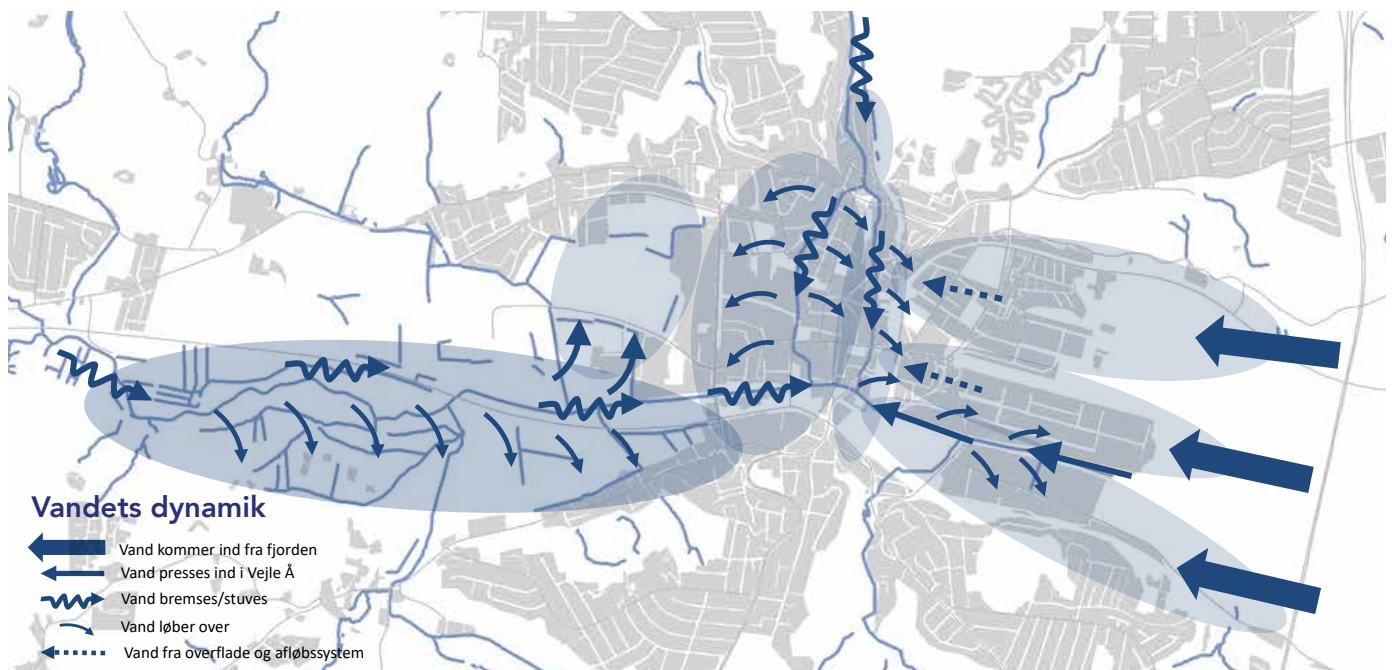 Vandets dynamik
Vand kommer ind fra fjorden
Vand presses ind i Vejle Å
Vand bremses/stuves
Vand løber over
Vand fra overflade og afløbssystem